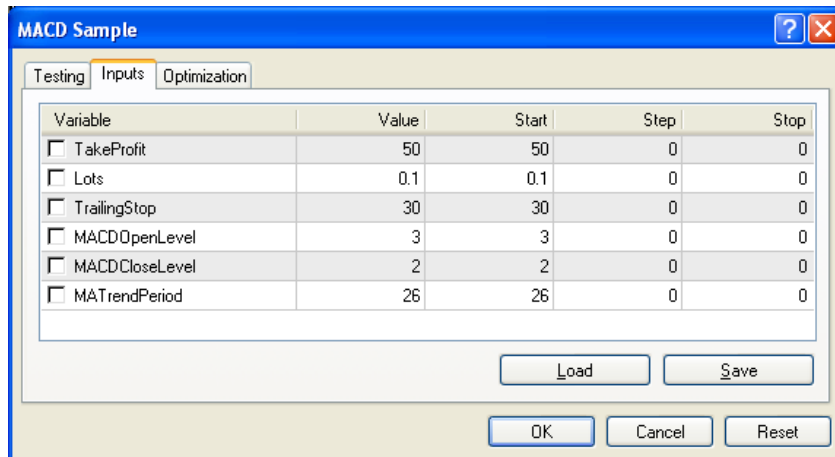 MACD Sample
Testing Inputs Optimization
Variable Value Start Step Stop
TakeProfit 50 50 0 0
Lots 0.1 0.1 0 0
TrailingStop 30 30 0 0
MACDOpenLevel 3 3 0 0
MACDCloseLevel 2 2 0 0
MATrendPeriod 26 26 0 0
Load Save
OK Cancel Reset